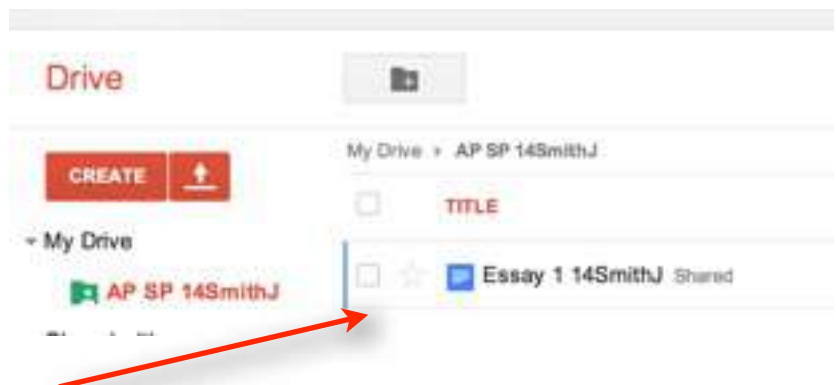 Drive
My Drive › AP SP 14SmithJ
CREATE
TITLE
My Drive
Essay 1 14SmithJ Shared
AP SP 14SmithJ